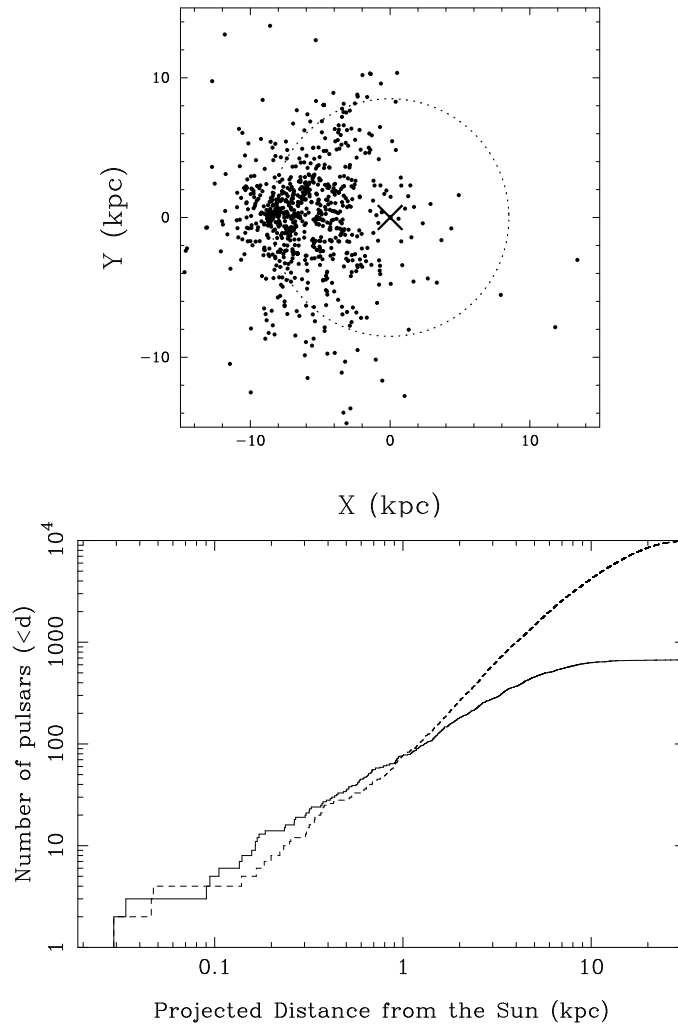 10
0
−10
Y (kpc)
−10 0 10
X (kpc)
10^4
1000
100
10
1
Number of pulsars (<d)
0.1 1 10
Projected Distance from the Sun (kpc)